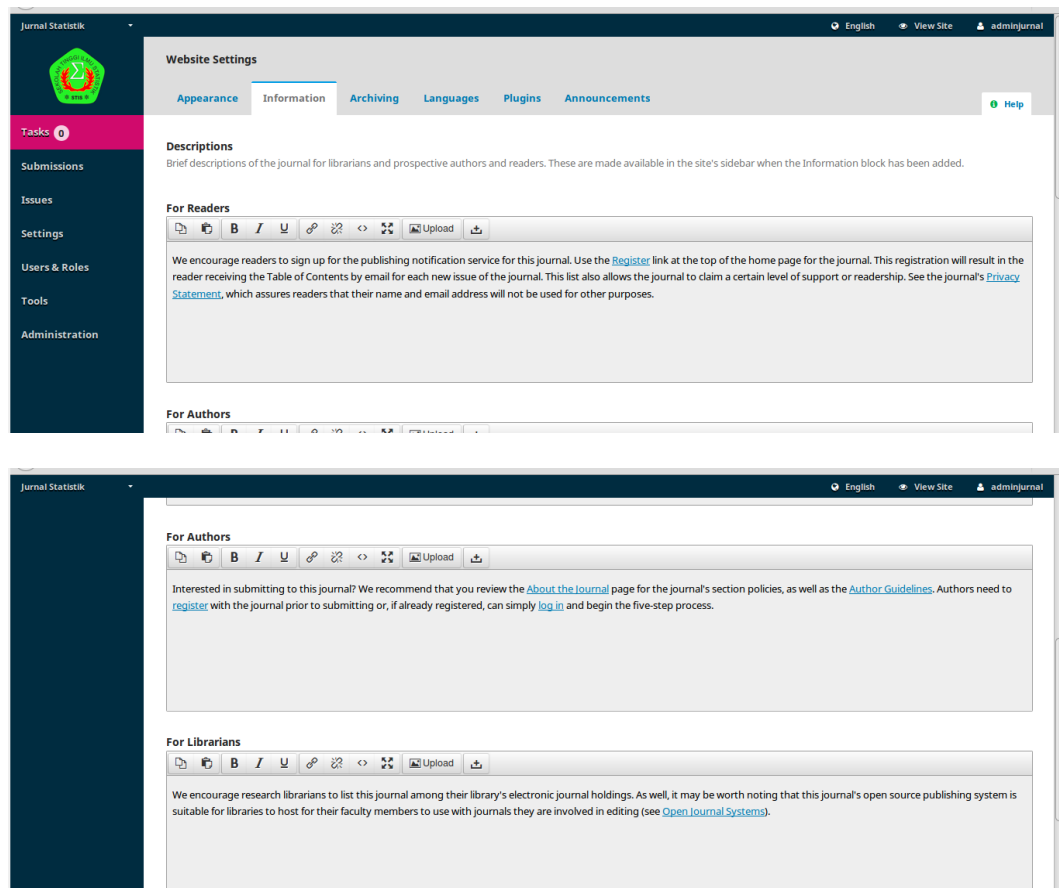 Jurnal Statistik English View Site adminjurnal
Website Settings
Appearance Information Archiving Languages Plugins Announcements
Help
Tasks 0
Submissions
Issues
Settings
Users & Roles
Tools
Administration
Descriptions
Brief descriptions of the journal for librarians and prospective authors and readers. These are made available in the site's sidebar when the Information block has been added.
For Readers
B I U Upload
We encourage readers to sign up for the publishing notification service for this journal. Use the Register link at the top of the home page for the journal. This registration will result in the
reader receiving the Table of Contents by email for each new issue of the journal. This list also allows the journal to claim a certain level of support or readership. See the journal's Privacy
Statement, which assures readers that their name and email address will not be used for other purposes.
For Authors
Jurnal Statistik English View Site adminjurnal
For Authors
B I U Upload
Interested in submitting to this journal? We recommend that you review the About the Journal page for the journal's section policies, as well as the Author Guidelines. Authors need to
register with the journal prior to submitting or, if already registered, can simply log in and begin the five-step process.
For Librarians
B I U Upload
We encourage research librarians to list this journal among their library's electronic journal holdings. As well, it may be worth noting that this journal's open source publishing system is
suitable for libraries to host for their faculty members to use with journals they are involved in editing (see Open Journal Systems).